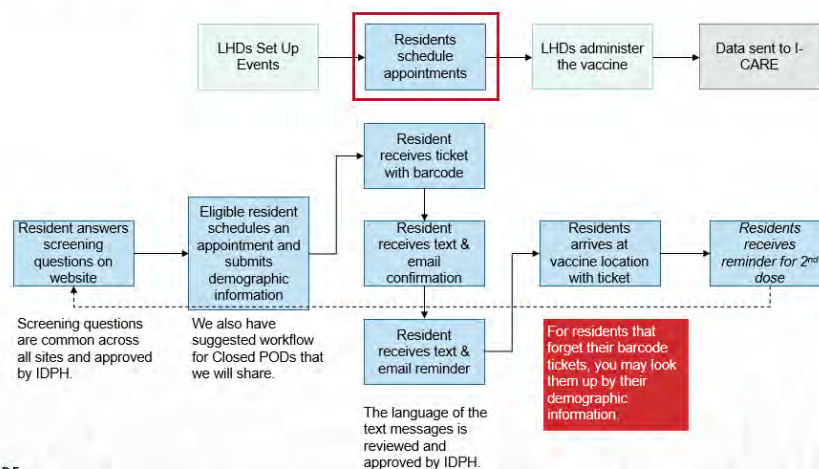 LHDs Set Up
Events
Residents
schedule
appointments
LHDs administer
the vaccine
Data sent to I-
CARE
Resident
receives ticket
with barcode
Resident answers
screening
questions on
website
Eligible resident
schedules an
appointment and
submits
demographic
information
Resident
receives text &
email
confirmation
Residents
arrives at
vaccine location
with ticket
Residents
receives
reminder for 2nd
dose
Screening questions
are common across
all sites and approved
by IDPH.
We also have
suggested workflow
for Closed PODs that
we will share.
Resident
receives text &
email reminder
For residents that
forget their barcode
tickets, you may look
them up by their
demographic
information.
The language of the
text messages is
reviewed and
approved by IDPH.